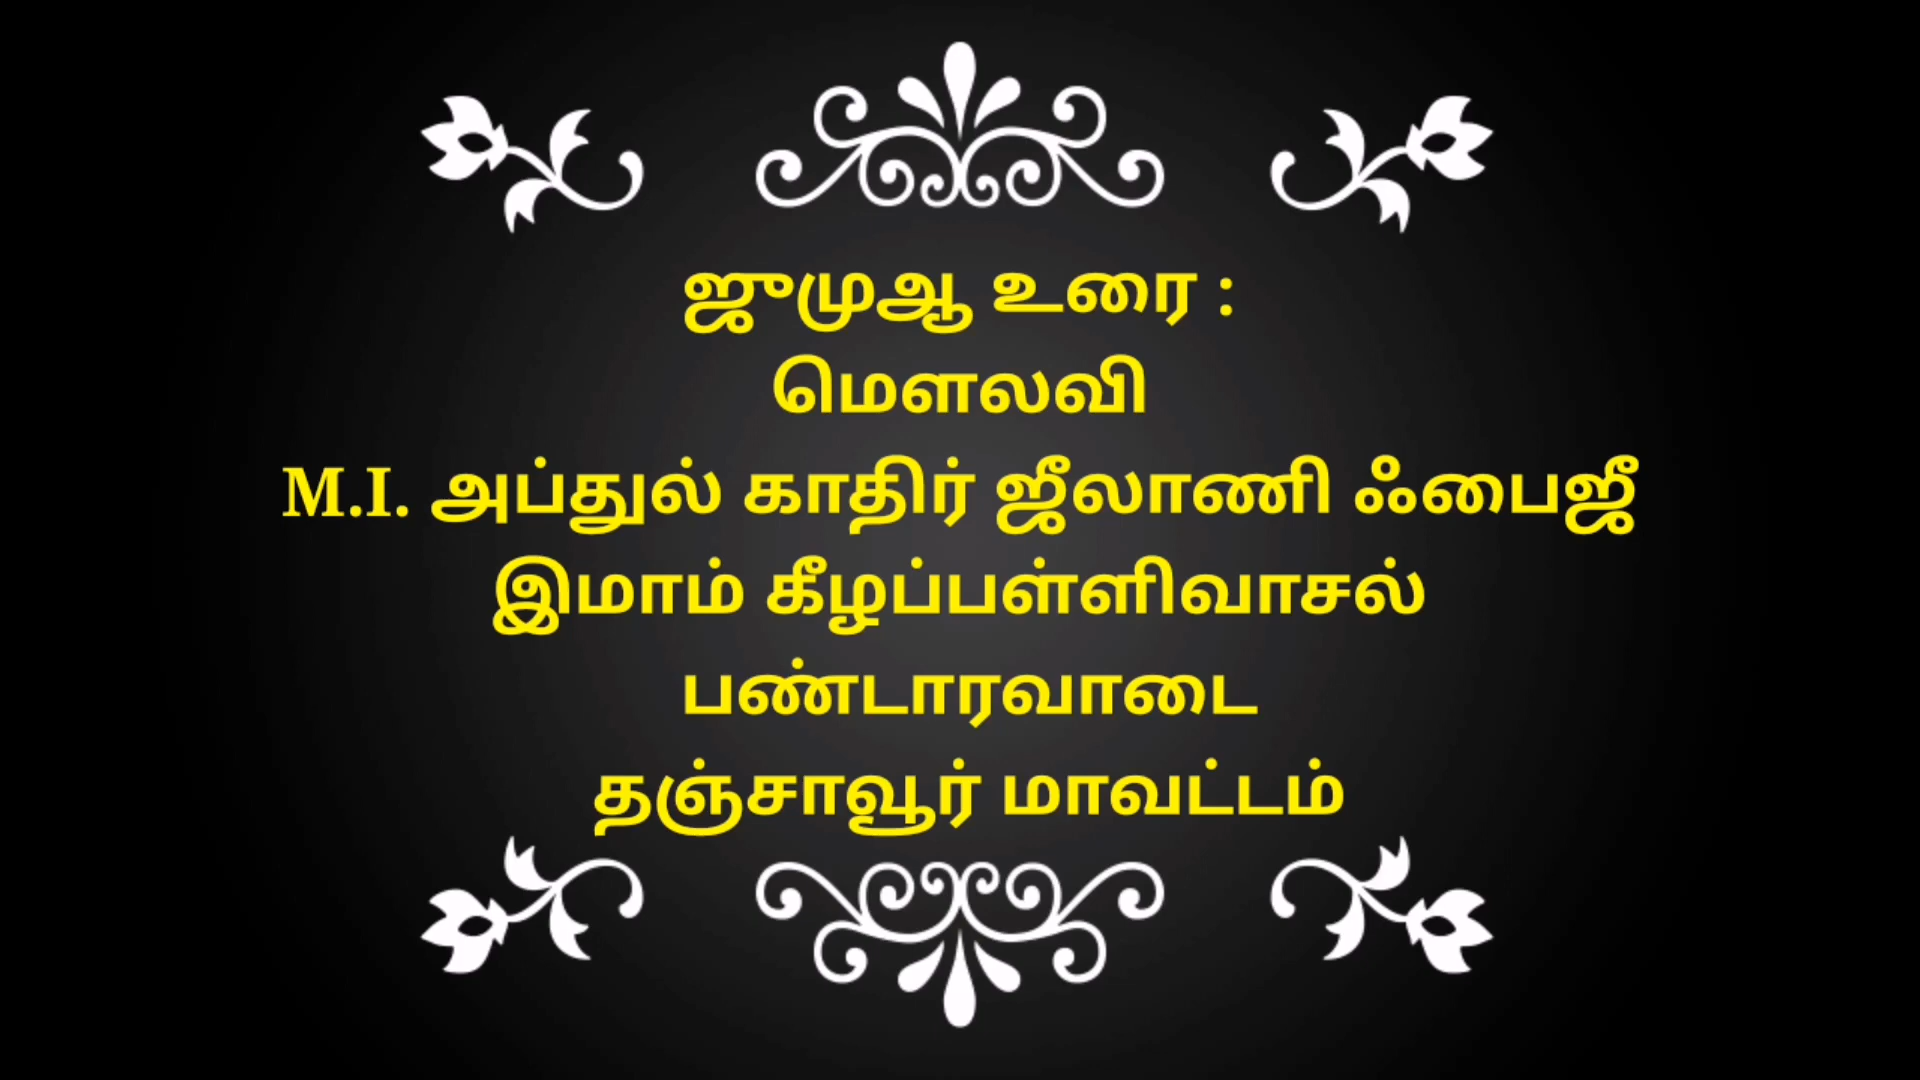 ஜுமுஆ உரை :
மௌலவி
M.I. அப்துல் காதிர் ஜீலாணி ஃபைஜீ
இமாம் கீழப்பள்ளிவாசல்
பண்டாரவாடை
தஞ்சாவூர் மாவட்டம்